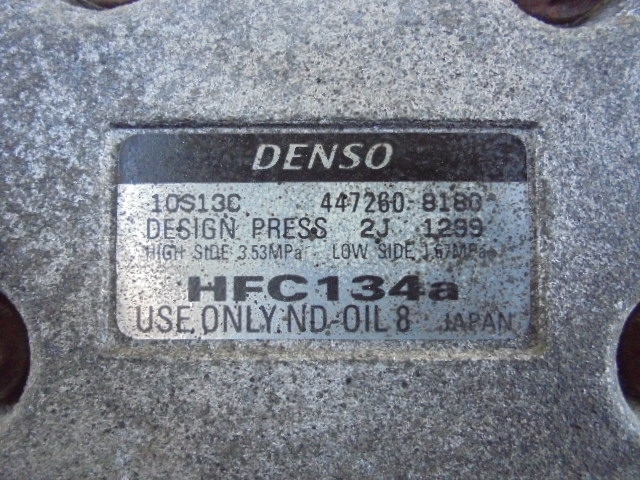 DENSO
10S13C 447260-8180
DESIGN PRESS 2J 1299
HIGH SIDE 3.53MPa LOW SIDE 1.67MPa
HFC134a
USE ONLY ND-OIL 8 JAPAN